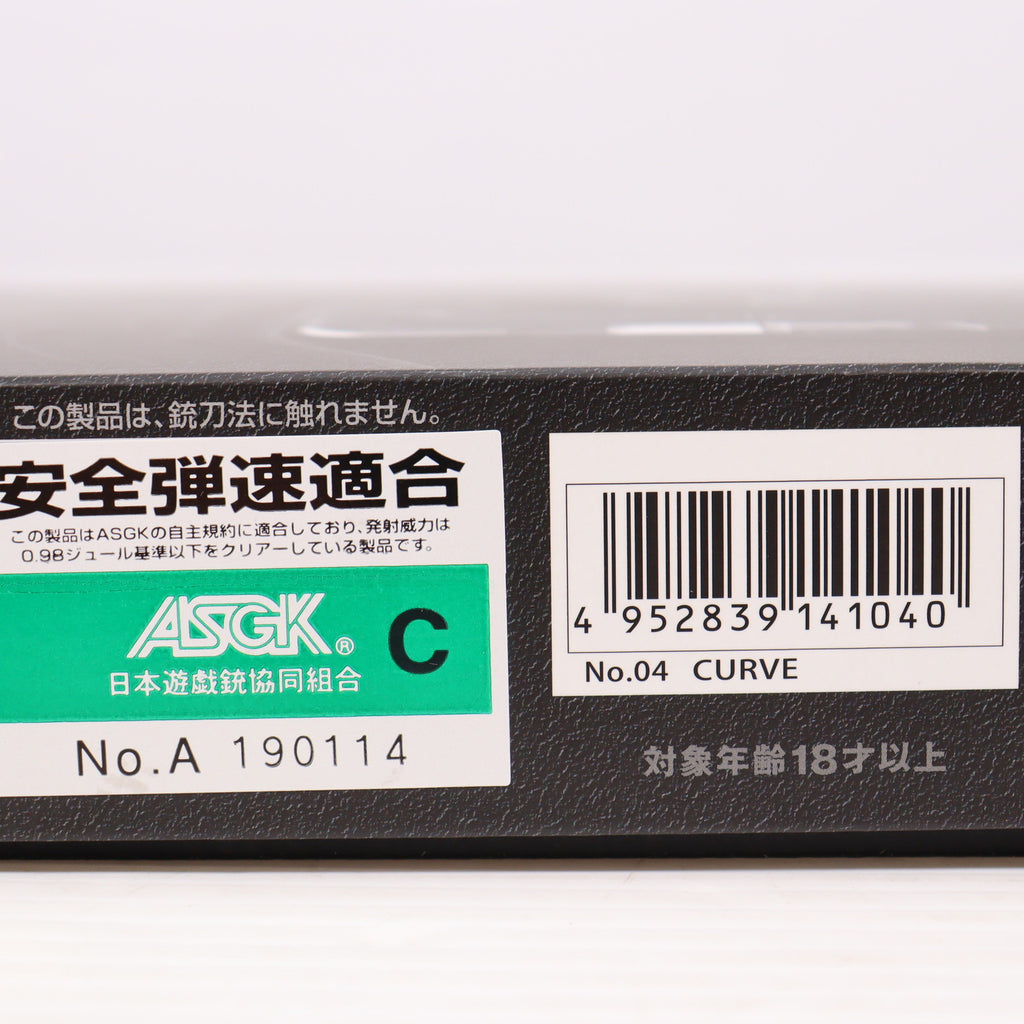 この製品は、銃刀法に触れません。
安全弾速適合
この製品はASGKの自主規約に適合しており、発射威力は
0.98ジュール基準以下をクリアーしている製品です。
ASGK®
C
日本遊戯銃協同組合
No.A 190114
4 952839 141040
No.04 CURVE
対象年齢18才以上